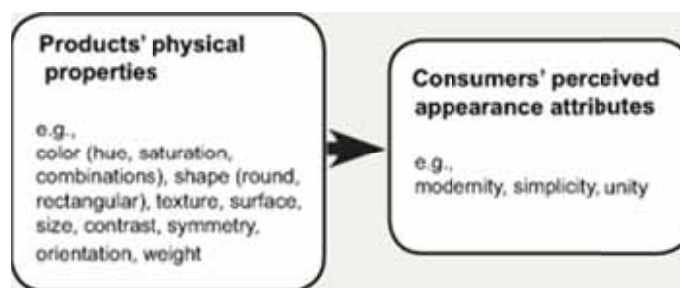 Products' physical
properties
e.g.,
color (hue, saturation,
combinations), shape (round,
rectangular), texture, surface,
size, contrast, symmetry,
orientation, weight
Consumers' perceived
appearance attributes
e.g.,
modernity, simplicity, unity